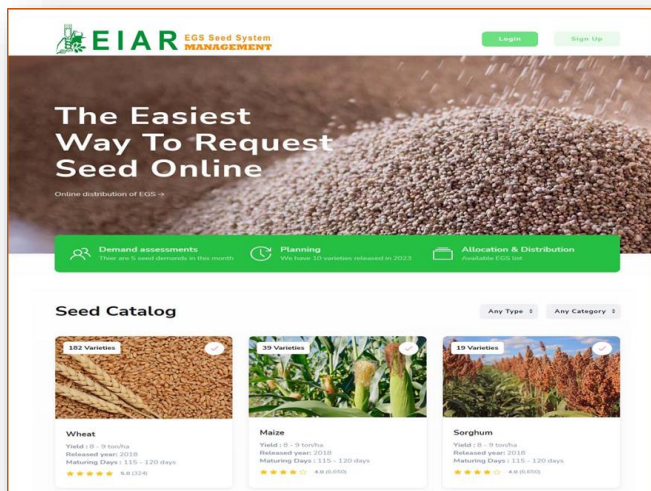 EIAR EGS Seed System
MANAGEMENT
Login
Sign Up
The Easiest
Way To Request
Seed Online
Online distribution of EGS →
Demand assessments
Their are 5 seed demands in this month
Planning
We have 10 varieties released in 2023
Allocation & Distribution
Available EGS list
Seed Catalog
Any Type
Any Category
182 Varieties
39 Varieties
19 Varieties
Wheat
Yield : 8 - 9 ton/ha
Released year: 2018
Maturing Days : 115 - 120 days
Maize
Yield : 8 - 9 ton/ha
Released year: 2018
Maturing Days : 115 - 120 days
4.8
Sorghum
Yield : 8 - 9 ton/ha
Released year: 2018
Maturing Days : 115 - 120 days
4.8